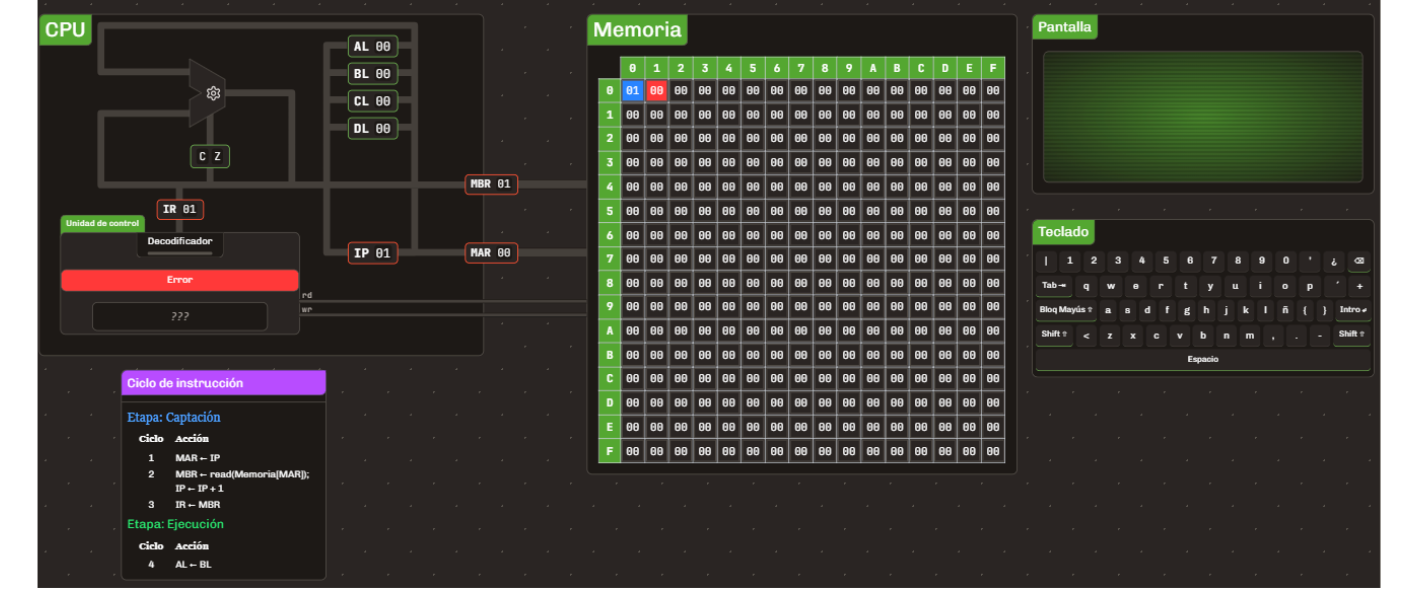 CPU
AL 00
BL 00
CL 00
DL 00
C Z
MBR 01
IR 01
Unidad de control
Decodificador
IP 01
MAR 00
Error
rd
wr
???
Ciclo de instrucción
Etapa: Captación
Ciclo Acción
1 MAR ← IP
2 MBR ← read(Memoria[MAR]);
IP ← IP + 1
3 IR ← MBR
Etapa: Ejecución
Ciclo Acción
4 AL ← BL
Memoria
0 1 2 3 4 5 6 7 8 9 A B C D E F
0 01 00 00 00 00 00 00 00 00 00 00 00 00 00 00 00
1 00 00 00 00 00 00 00 00 00 00 00 00 00 00 00 00
2 00 00 00 00 00 00 00 00 00 00 00 00 00 00 00 00
3 00 00 00 00 00 00 00 00 00 00 00 00 00 00 00 00
4 00 00 00 00 00 00 00 00 00 00 00 00 00 00 00 00
5 00 00 00 00 00 00 00 00 00 00 00 00 00 00 00 00
6 00 00 00 00 00 00 00 00 00 00 00 00 00 00 00 00
7 00 00 00 00 00 00 00 00 00 00 00 00 00 00 00 00
8 00 00 00 00 00 00 00 00 00 00 00 00 00 00 00 00
9 00 00 00 00 00 00 00 00 00 00 00 00 00 00 00 00
A 00 00 00 00 00 00 00 00 00 00 00 00 00 00 00 00
B 00 00 00 00 00 00 00 00 00 00 00 00 00 00 00 00
C 00 00 00 00 00 00 00 00 00 00 00 00 00 00 00 00
D 00 00 00 00 00 00 00 00 00 00 00 00 00 00 00 00
E 00 00 00 00 00 00 00 00 00 00 00 00 00 00 00 00
F 00 00 00 00 00 00 00 00 00 00 00 00 00 00 00 00
Pantalla
Teclado
| 1 2 3 4 5 6 7 8 9 0 ' ¿ ⌫
Tab⇥ q w e r t y u i o p ´ +
Bloq Mayús ⇧ a s d f g h j k l ñ { } Intro ↵
Shift ⇧ < z x c v b n m , . - Shift ⇧
Espacio